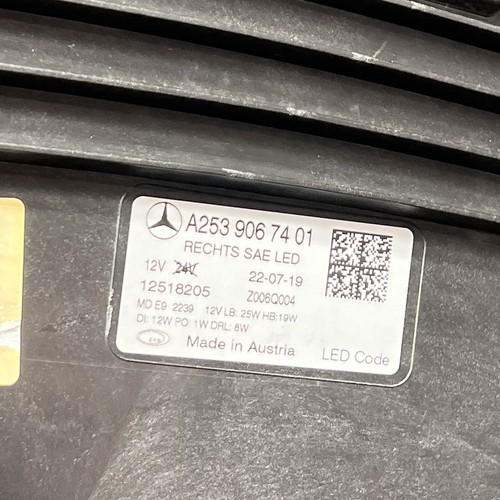 A253 906 74 01
RECHTS SAE LED
12V 24V 22-07-19
12518205 Z006Q004
MD E9 2239 12V LB: 25W HB:19W
DI: 12W PO: 1W DRL: 8W
Made in Austria LED Code